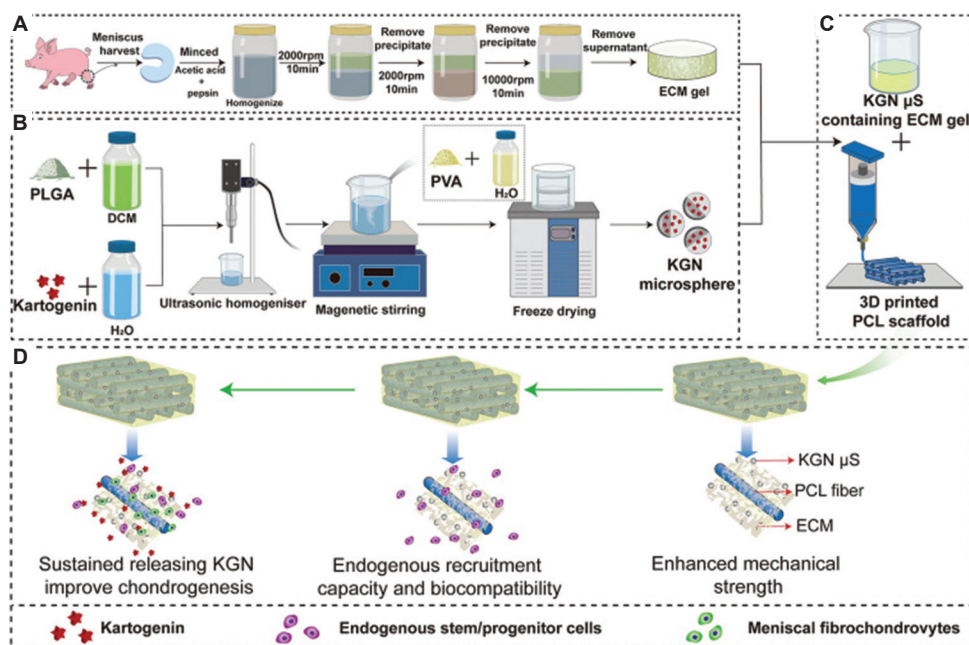 A
Meniscus
harvest
Minced
Acetic acid
+
pepsin
Homogenize
2000rpm
10min
Remove
precipitate
2000rpm
10min
Remove
precipitate
10000rpm
10min
Remove
supernatant
ECM gel
B
PLGA
+
DCM
Kartogenin
+
H₂O
Ultrasonic homogeniser
Magenetic stirring
PVA
+
H₂O
Freeze drying
KGN
microsphere
C
KGN µS
containing ECM gel
+
3D printed
PCL scaffold
D
Sustained releasing KGN
improve chondrogenesis
Endogenous recruitment
capacity and biocompatibility
KGN µS
PCL fiber
ECM
Enhanced mechanical
strength
Kartogenin
Endogenous stem/progenitor cells
Meniscal fibrochondrovytes